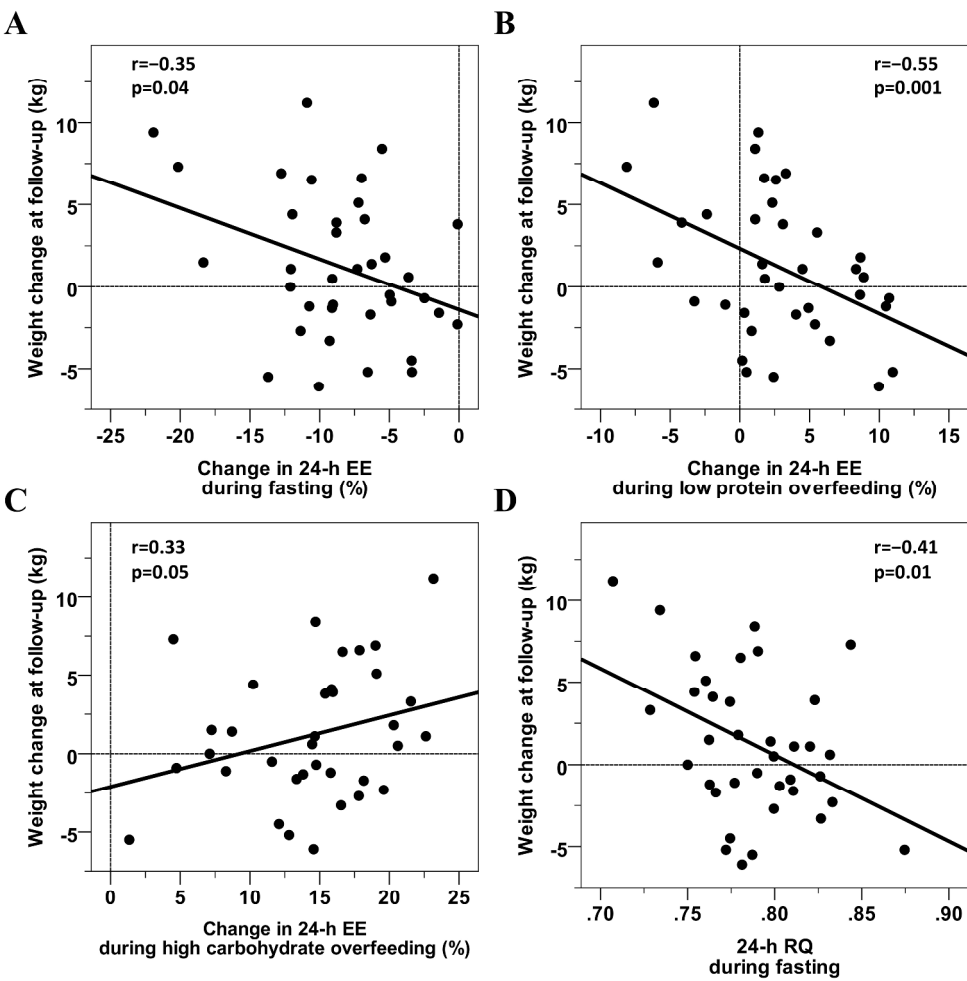 A
r=−0.35
p=0.04
Weight change at follow-up (kg)
10
5
0
-5
-25 -20 -15 -10 -5 0
Change in 24-h EE
during fasting (%)
B
r=−0.55
p=0.001
Weight change at follow-up (kg)
10
5
0
-5
-10 -5 0 5 10 15
Change in 24-h EE
during low protein overfeeding (%)
C
r=0.33
p=0.05
Weight change at follow-up (kg)
10
5
0
-5
0 5 10 15 20 25
Change in 24-h EE
during high carbohydrate overfeeding (%)
D
r=−0.41
p=0.01
Weight change at follow-up (kg)
10
5
0
-5
.70 .75 .80 .85 .90
24-h RQ
during fasting